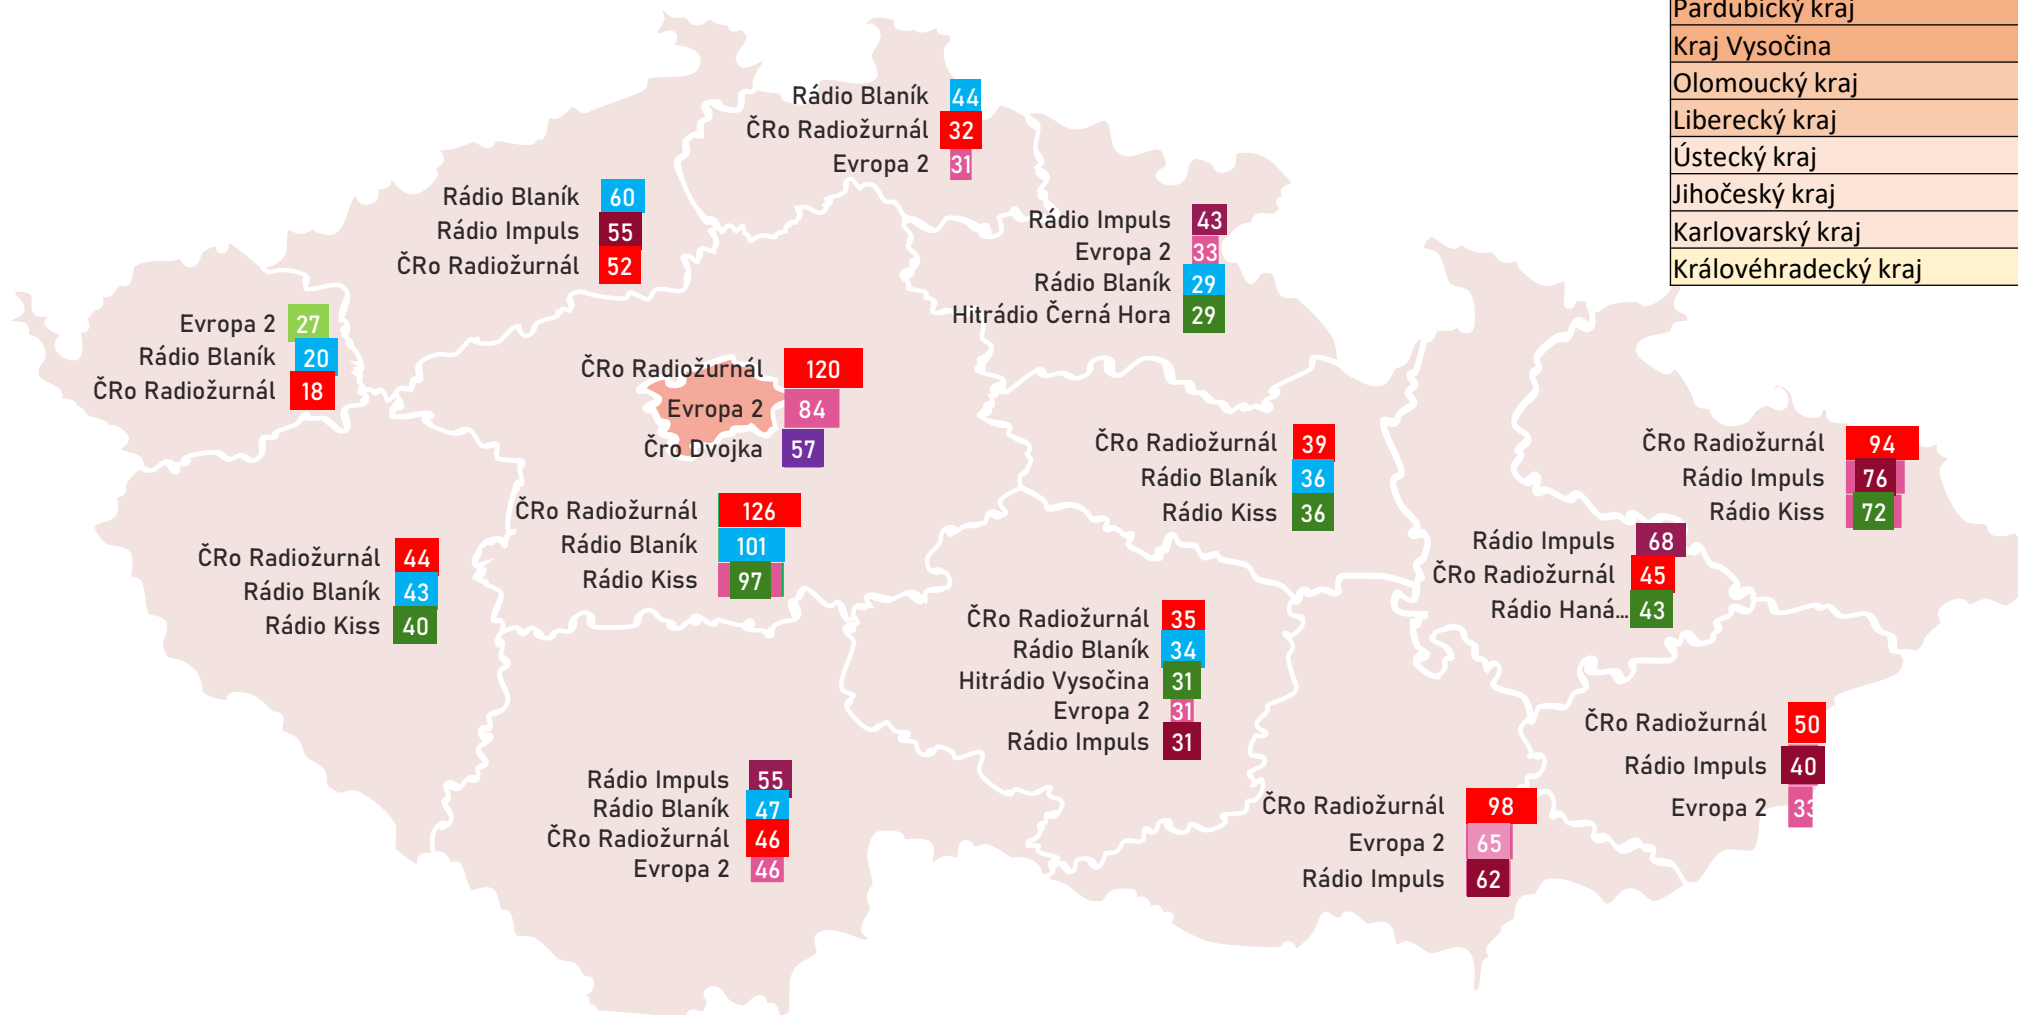 Pardubický kraj
Kraj Vysočina
Olomoucký kraj
Liberecký kraj
Ústecký kraj
Jihočeský kraj
Karlovarský kraj
Královéhradecký kraj
Rádio Blaník 44
ČRo Radiožurnál 32
Evropa 2 31
Rádio Blaník 60
Rádio Impuls 55
ČRo Radiožurnál 52
Rádio Impuls 43
Evropa 2 33
Rádio Blaník 29
Hitrádio Černá Hora 29
Evropa 2 27
Rádio Blaník 20
ČRo Radiožurnál 18
ČRo Radiožurnál 120
Evropa 2 84
Čro Dvojka 57
ČRo Radiožurnál 39
Rádio Blaník 36
Rádio Kiss 36
ČRo Radiožurnál 94
Rádio Impuls 76
Rádio Kiss 72
ČRo Radiožurnál 126
Rádio Blaník 101
Rádio Kiss 97
ČRo Radiožurnál 44
Rádio Blaník 43
Rádio Kiss 40
Rádio Impuls 68
ČRo Radiožurnál 45
Rádio Haná... 43
ČRo Radiožurnál 35
Rádio Blaník 34
Hitrádio Vysočina 31
Evropa 2 31
Rádio Impuls 31
ČRo Radiožurnál 50
Rádio Impuls 40
Evropa 2 33
Rádio Impuls 55
Rádio Blaník 47
ČRo Radiožurnál 46
Evropa 2 46
ČRo Radiožurnál 98
Evropa 2 65
Rádio Impuls 62